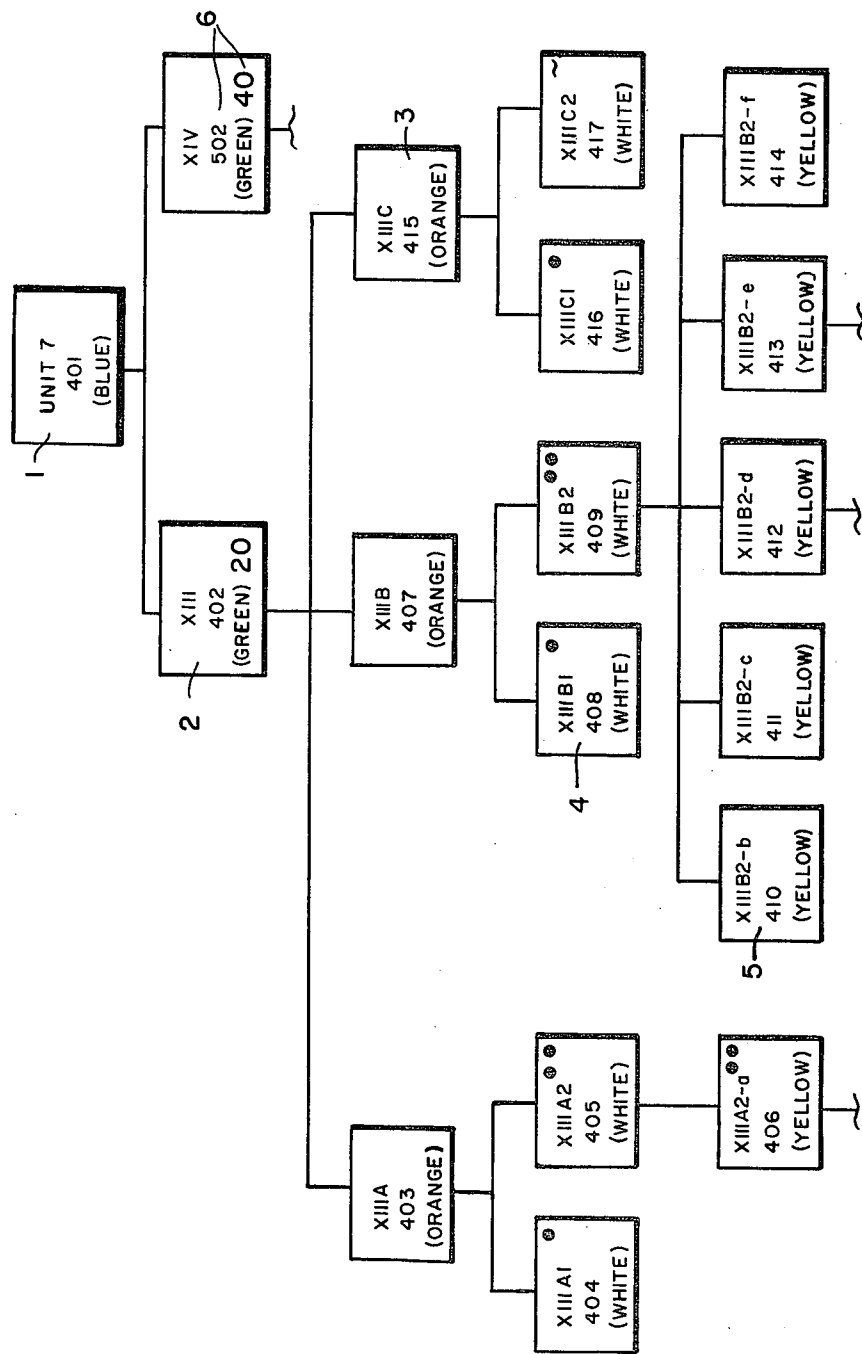 1
UNIT 7
401
(BLUE)
2
XIII
402
(GREEN) 20
6
XIV
502
(GREEN) 40
XIIIA
403
(ORANGE)
XIIIB
407
(ORANGE)
3
XIIIC
415
(ORANGE)
XIIIA1
404
(WHITE)
XIIIA2
405
(WHITE)
4
XIIIB1
408
(WHITE)
XIIIB2
409
(WHITE)
XIIIC1
416
(WHITE)
XIIIC2
417
(WHITE)
XIIIA2-a
406
(YELLOW)
5
XIIIB2-b
410
(YELLOW)
XIIIB2-c
411
(YELLOW)
XIIIB2-d
412
(YELLOW)
XIIIB2-e
413
(YELLOW)
XIIIB2-f
414
(YELLOW)